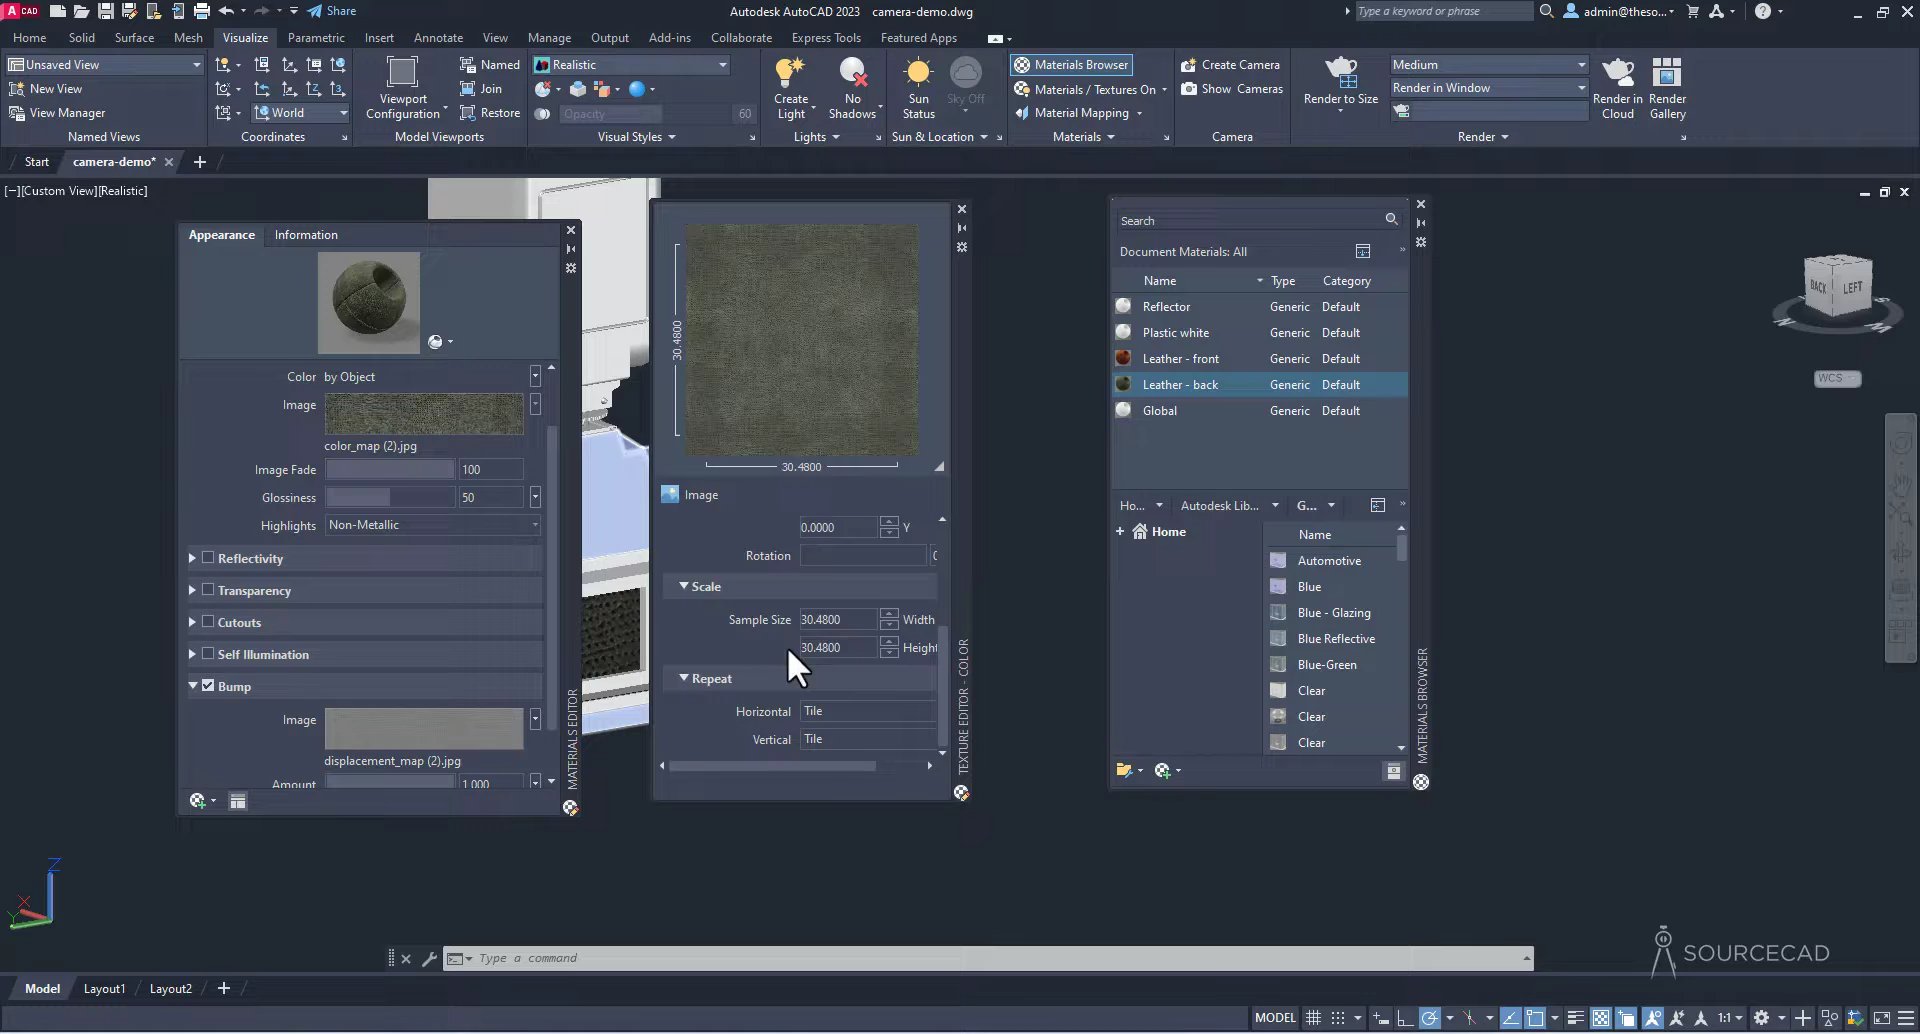 CAD
Share
Autodesk AutoCAD 2023 camera-demo.dwg
Type a keyword or phrase
admin@theso...
Home Solid Surface Mesh Visualize Parametric Insert Annotate View Manage Output Add-ins Collaborate Express Tools Featured Apps
Unsaved View
New View
View Manager
Named Views
World
Coordinates
Viewport
Configuration
Named
Join
Restore
Model Viewports
Realistic
Opacity 60
Visual Styles
Create
Light
No
Shadows
Lights
Sun
Status
Sky Off
Sun & Location
Materials Browser
Materials / Textures On
Material Mapping
Materials
Create Camera
Show Cameras
Camera
Render to Size
Medium
Render in Window
Render in
Cloud
Render
Gallery
Render
Start camera-demo*
[−][Custom View][Realistic]
Appearance Information
Color by Object
Image
color_map (2).jpg
Image Fade 100
Glossiness 50
Highlights Non-Metallic
Reflectivity
Transparency
Cutouts
Self Illumination
Bump
Image
displacement_map (2).jpg
Amount 1.000
MATERIALS EDITOR
30.4800
30.4800
Image
0.0000 Y
Rotation
Scale
Sample Size 30.4800 Width
30.4800 Height
Repeat
Horizontal Tile
Vertical Tile
TEXTURE EDITOR - COLOR
Search
Document Materials: All
Name Type Category
Reflector Generic Default
Plastic white Generic Default
Leather - front Generic Default
Leather - back Generic Default
Global Generic Default
Ho... Autodesk Lib... G...
Home
Name
Automotive
Blue
Blue - Glazing
Blue Reflective
Blue-Green
Clear
Clear
Clear
MATERIALS BROWSER
BACK LEFT
N
WCS
Z
X
Y
Type a command
SOURCECAD
Model Layout1 Layout2
MODEL 1:1